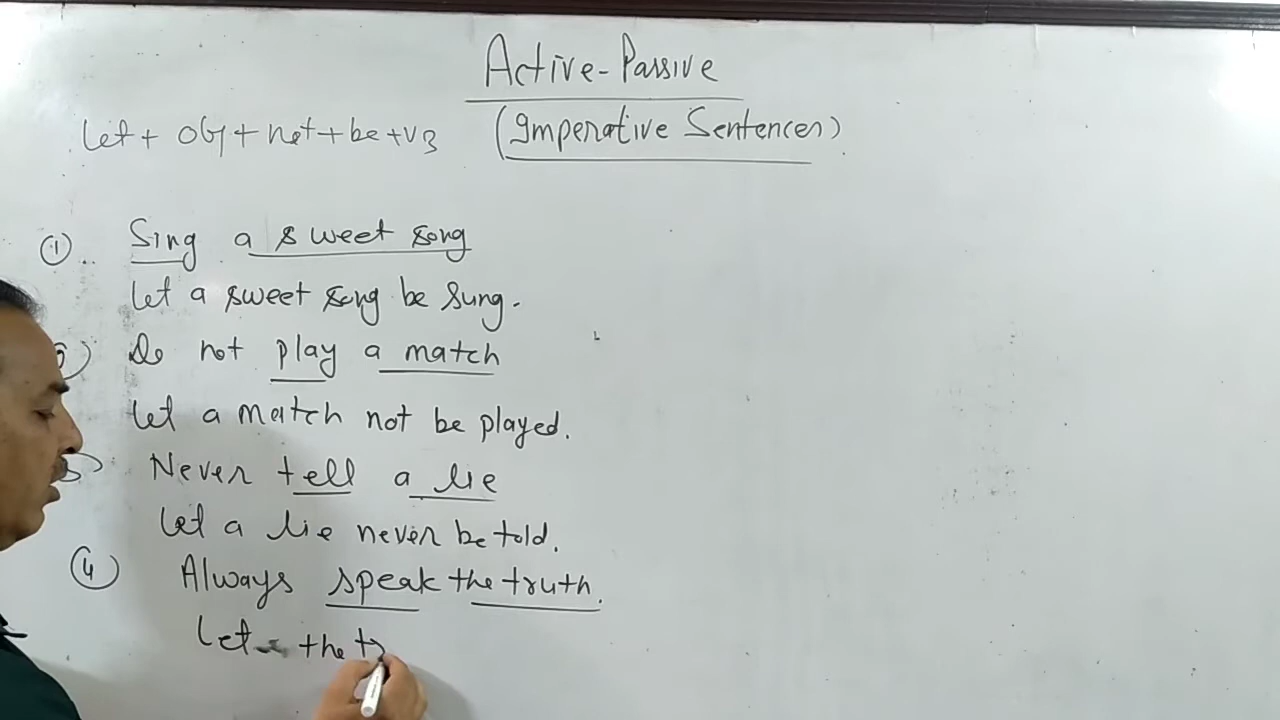 Active-Passive
(Imperative Sentences)
Let + obj + not + be + V3
① Sing a sweet song
Let a sweet song be sung.
Do not play a match
Let a match not be played.
Never tell a lie
Let a lie never be told.
④ Always speak the truth.
Let the t